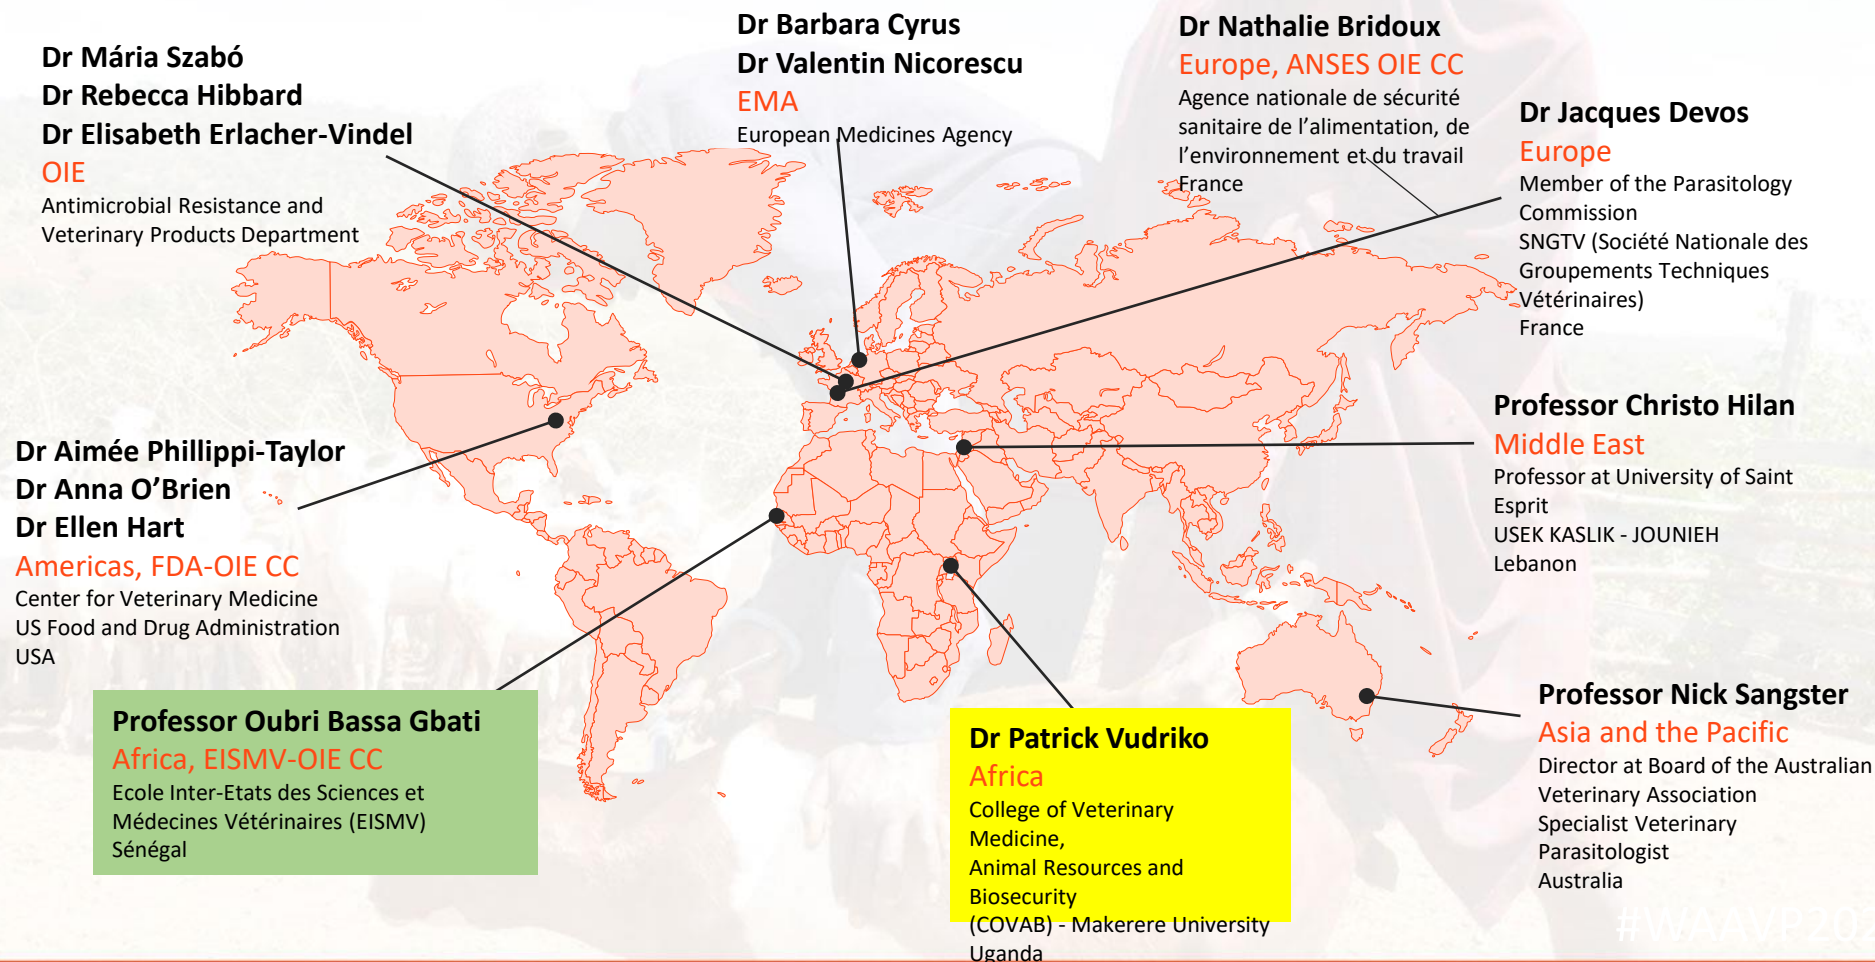 Dr Mária Szabó
Dr Rebecca Hibbard
Dr Elisabeth Erlacher-Vindel
OIE
Antimicrobial Resistance and
Veterinary Products Department
Dr Barbara Cyrus
Dr Valentin Nicorescu
EMA
European Medicines Agency
Dr Nathalie Bridoux
Europe, ANSES OIE CC
Agence nationale de sécurité
sanitaire de l’alimentation, de
l’environnement et du travail
France
Dr Jacques Devos
Europe
Member of the Parasitology
Commission
SNGTV (Société Nationale des
Groupements Techniques
Vétérinaires)
France
Professor Christo Hilan
Middle East
Professor at University of Saint
Esprit
USEK KASLIK - JOUNIEH
Lebanon
Dr Aimée Phillippi-Taylor
Dr Anna O’Brien
Dr Ellen Hart
Americas, FDA-OIE CC
Center for Veterinary Medicine
US Food and Drug Administration
USA
Professor Oubri Bassa Gbati
Africa, EISMV-OIE CC
Ecole Inter-Etats des Sciences et
Médecines Vétérinaires (EISMV)
Sénégal
Dr Patrick Vudriko
Africa
College of Veterinary
Medicine,
Animal Resources and
Biosecurity
(COVAB) - Makerere University
Uganda
Professor Nick Sangster
Asia and the Pacific
Director at Board of the Australian
Veterinary Association
Specialist Veterinary
Parasitologist
Australia
#WAAVP202